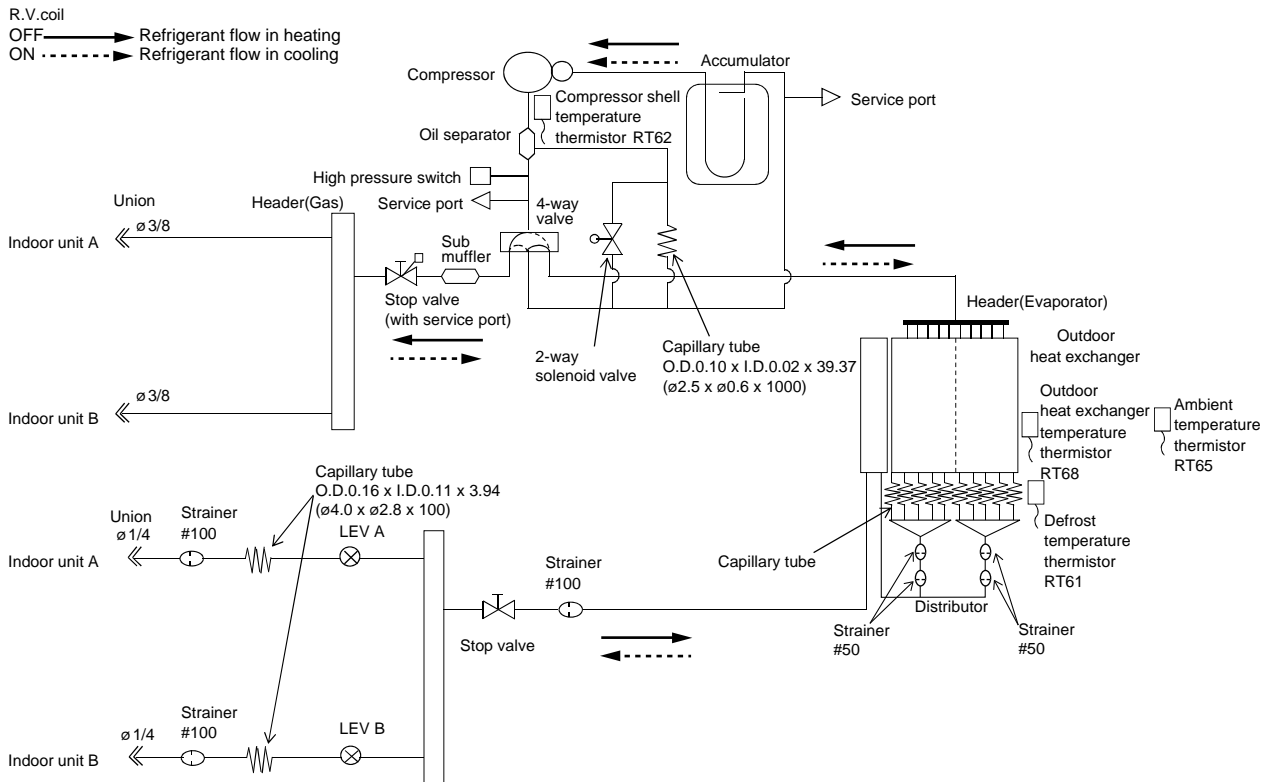 R.V.coil
OFF Refrigerant flow in heating
ON Refrigerant flow in cooling
Compressor
Accumulator
Service port
Compressor shell
temperature
thermistor RT62
Oil separator
High pressure switch
Service port
4-way
valve
Union
ø 3/8
Header(Gas)
Indoor unit A
Sub
muffler
Stop valve
(with service port)
2-way
solenoid valve
Capillary tube
O.D.0.10 x I.D.0.02 x 39.37
(ø2.5 x ø0.6 x 1000)
Header(Evaporator)
Outdoor
heat exchanger
Outdoor
heat exchanger
temperature
thermistor
RT68
Ambient
temperature
thermistor
RT65
ø 3/8
Indoor unit B
Capillary tube
O.D.0.16 x I.D.0.11 x 3.94
(ø4.0 x ø2.8 x 100)
Union
ø 1/4
Strainer
#100
LEV A
Indoor unit A
Strainer
#100
Stop valve
Capillary tube
Defrost
temperature
thermistor
RT61
Distributor
Strainer
#50
Strainer
#50
Strainer
#100
LEV B
ø 1/4
Indoor unit B